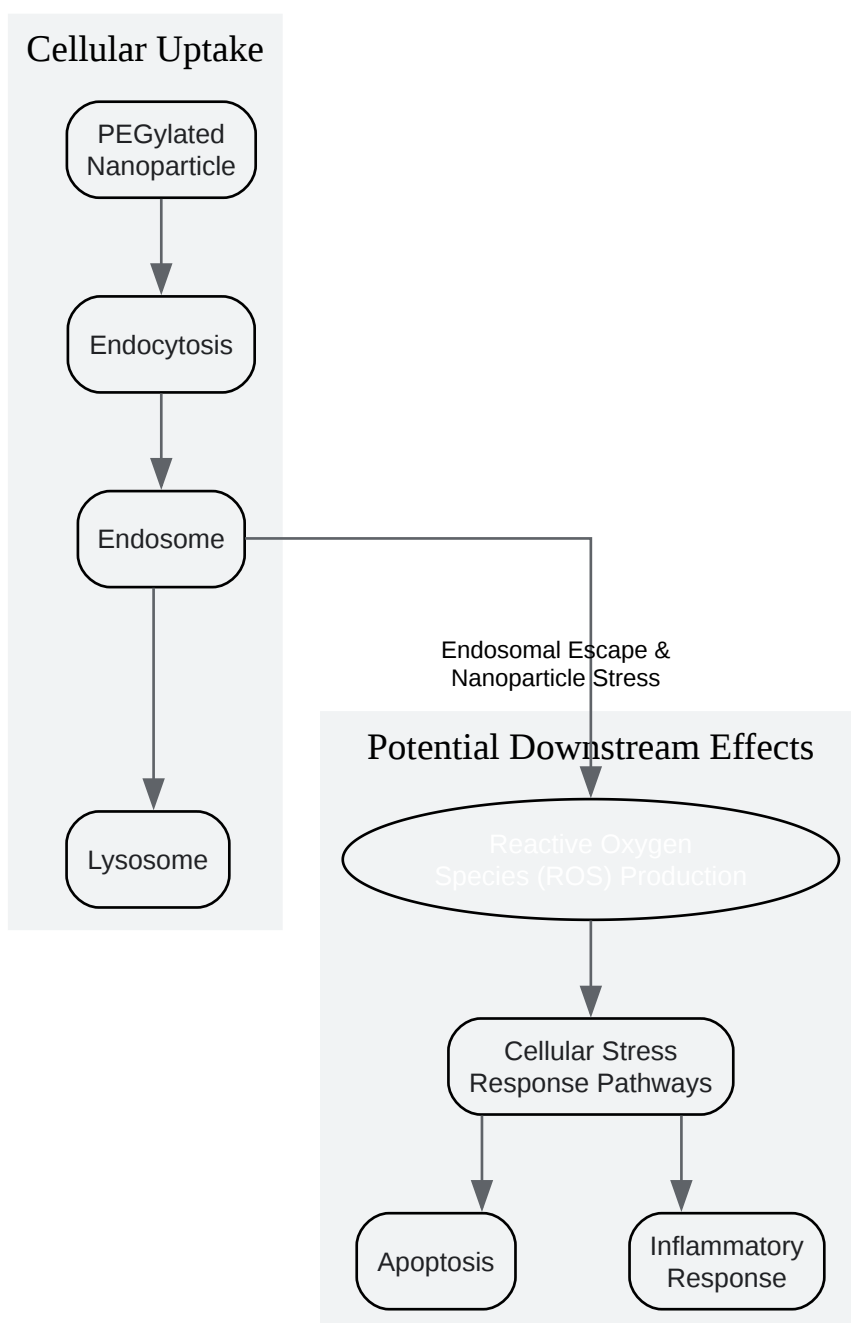 Cellular Uptake
PEGylated
Nanoparticle
Endocytosis
Endosome
Endosomal Escape &
Nanoparticle Stress
Lysosome
Potential Downstream Effects
Reactive Oxygen
Species (ROS) Production
Cellular Stress
Response Pathways
Apoptosis
Inflammatory
Response